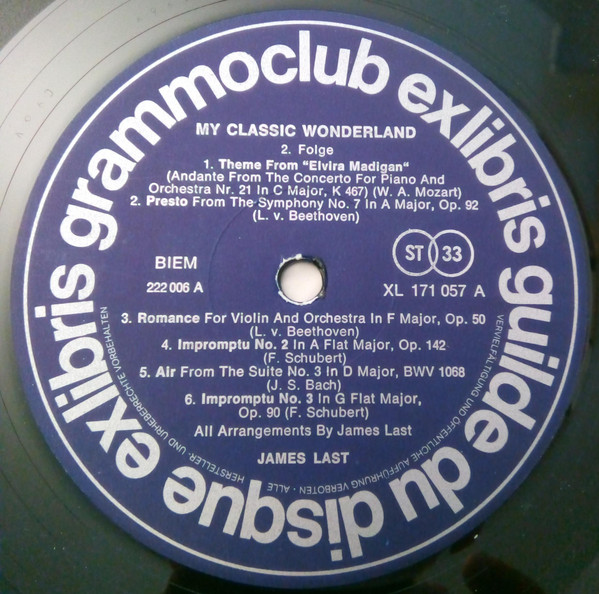 grammoclub exlibris guilde du disque exlibris
MY CLASSIC WONDERLAND
2. Folge
1. Theme From "Elvira Madigan"
(Andante From The Concerto For Piano And
Orchestra Nr. 21 In C Major, K 467) (W. A. Mozart)
2. Presto From The Symphony No. 7 In A Major, Op. 92
(L. v. Beethoven)
BIEM
222 006 A
ST 33
XL 171 057 A
3. Romance For Violin And Orchestra In F Major, Op. 50
(L. v. Beethoven)
4. Impromptu No. 2 In A Flat Major, Op. 142
(F. Schubert)
5. Air From The Suite No. 3 In D Major, BWV 1068
(J. S. Bach)
6. Impromptu No. 3 In G Flat Major,
Op. 90 (F. Schubert)
All Arrangements By James Last
JAMES LAST
ALLE HERSTELLER- UND URHEBERRECHTE VORBEHALTEN
VERVIELFÄLTIGUNG UND ÖFFENTLICHE AUFFÜHRUNG VERBOTEN